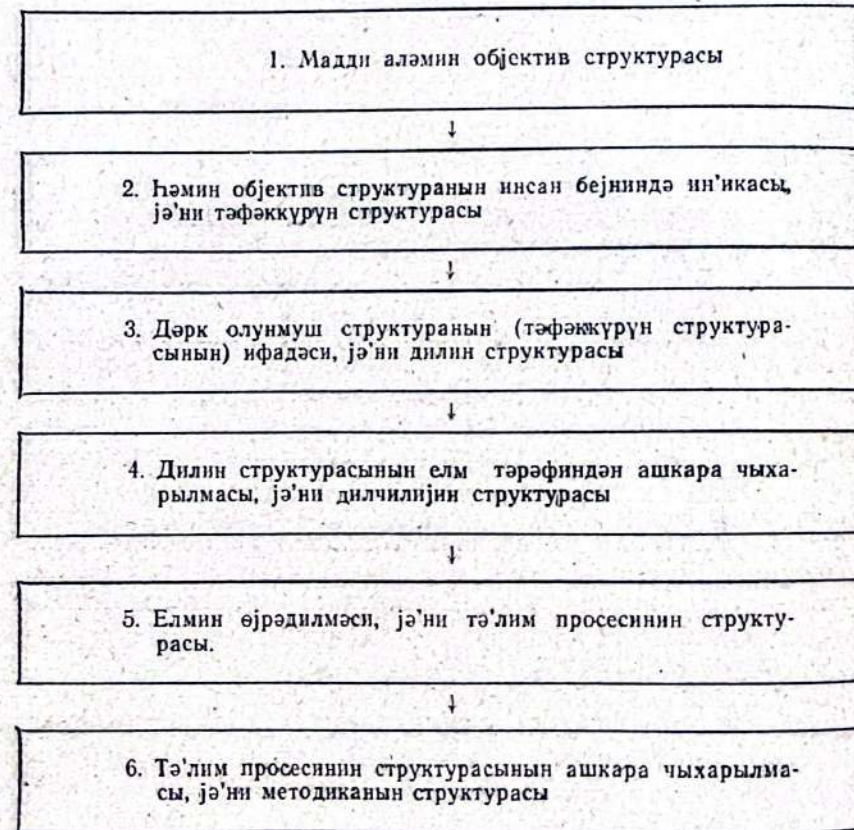 1. Мадди аләмин објектив структурасы
↓
2. Һәмин објектив структуранын инсан бејниндә ин'икасы,
јә'ни тәфәккүрүн структурасы
↓
3. Дәрк олунмуш структуранын (тәфәккүрүн структура-
сынын) ифадәси, јә'ни дилин структурасы
↓
4. Дилин структурасынын елм тәрәфиндән ашкара чыха-
рылмасы, јә'ни дилчилијин структурасы
↓
5. Елмин өјрәдилмәси, јә'ни тә'лим просесинин структу-
расы.
↓
6. Тә'лим просесинин структурасынын ашкара чыхарылма-
сы, јә'ни методиканын структурасы